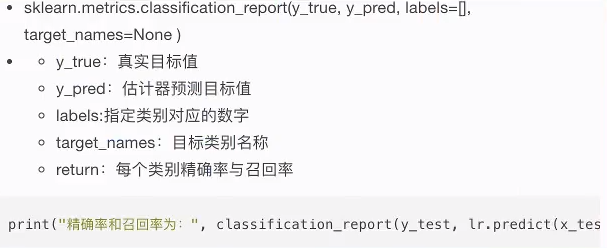 sklearn.metrics.classification_report(y_true, y_pred, labels=[],
target_names=None )
y_true：真实目标值
y_pred：估计器预测目标值
labels:指定类别对应的数字
target_names：目标类别名称
return：每个类别精确率与召回率
print("精确率和召回率为：", classification_report(y_test, lr.predict(x_tes